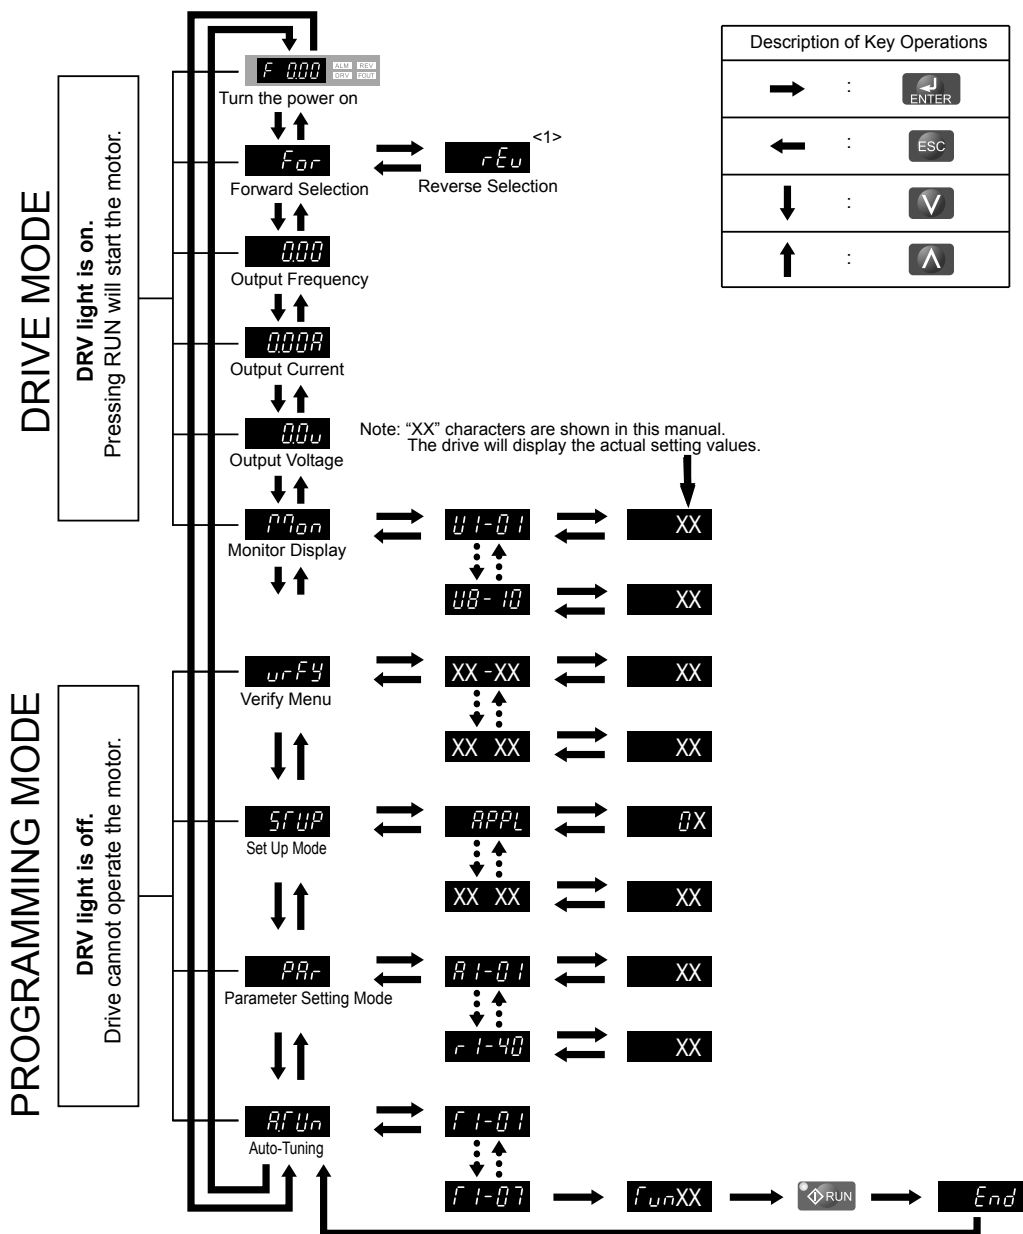 DRIVE MODE
DRV light is on.
Pressing RUN will start the motor.
F 0.00
ALM REV
DRV FOUT
Turn the power on
For
Forward Selection
rEv
<1>
Reverse Selection
0.00
Output Frequency
0.00A
Output Current
0.0v
Output Voltage
Mon
Monitor Display
Note: “XX” characters are shown in this manual.
The drive will display the actual setting values.
U1-01
XX
U8-10
XX
Description of Key Operations
: ENTER
: ESC
: V
: Λ
PROGRAMMING MODE
DRV light is off.
Drive cannot operate the motor.
vrFY
Verify Menu
XX-XX
XX
XX XX
XX
STUP
Set Up Mode
APPL
0X
XX XX
XX
PAr
Parameter Setting Mode
A1-01
XX
r1-40
XX
A.TUn
Auto-Tuning
T1-01
T1-07
TunXX
RUN
End